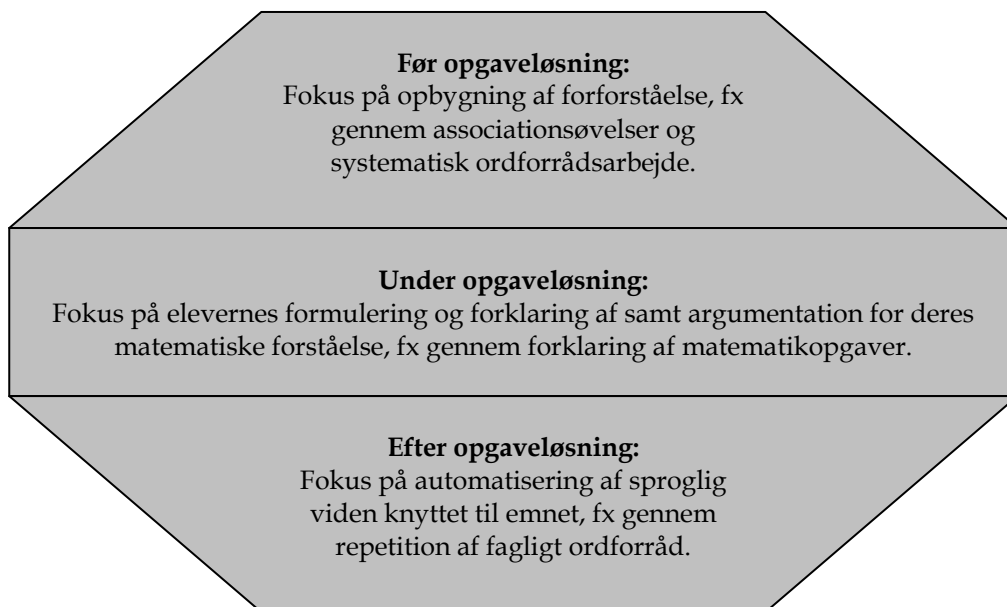 Før opgaveløsning:
Fokus på opbygning af forforståelse, fx
gennem associationsøvelser og
systematisk ordforrådsarbejde.
Under opgaveløsning:
Fokus på elevernes formulering og forklaring af samt argumentation for deres
matematiske forståelse, fx gennem forklaring af matematikopgaver.
Efter opgaveløsning:
Fokus på automatisering af sproglig
viden knyttet til emnet, fx gennem
repetition af fagligt ordforråd.